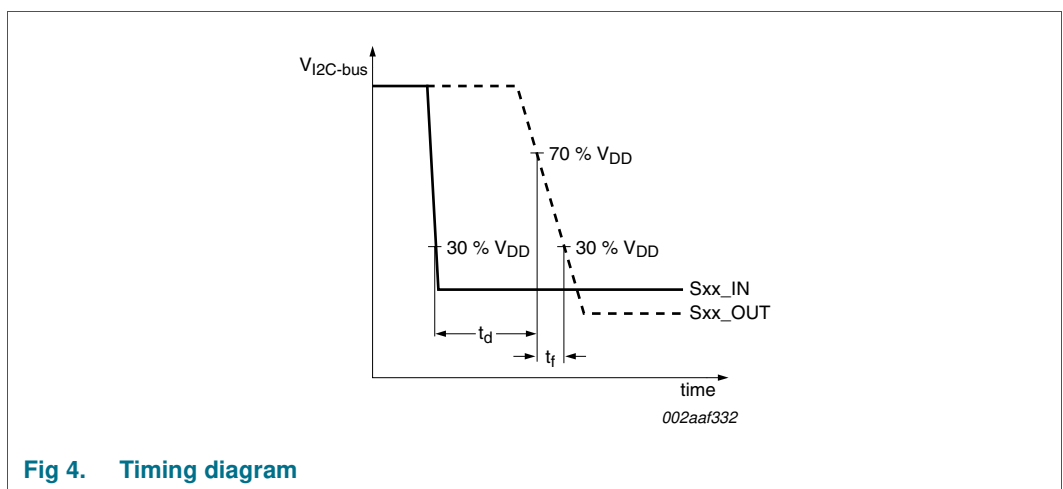 V_I2C-bus
70 % V_DD
30 % V_DD
30 % V_DD
Sxx_IN
Sxx_OUT
t_d
t_f
time
002aaf332
Fig 4. Timing diagram